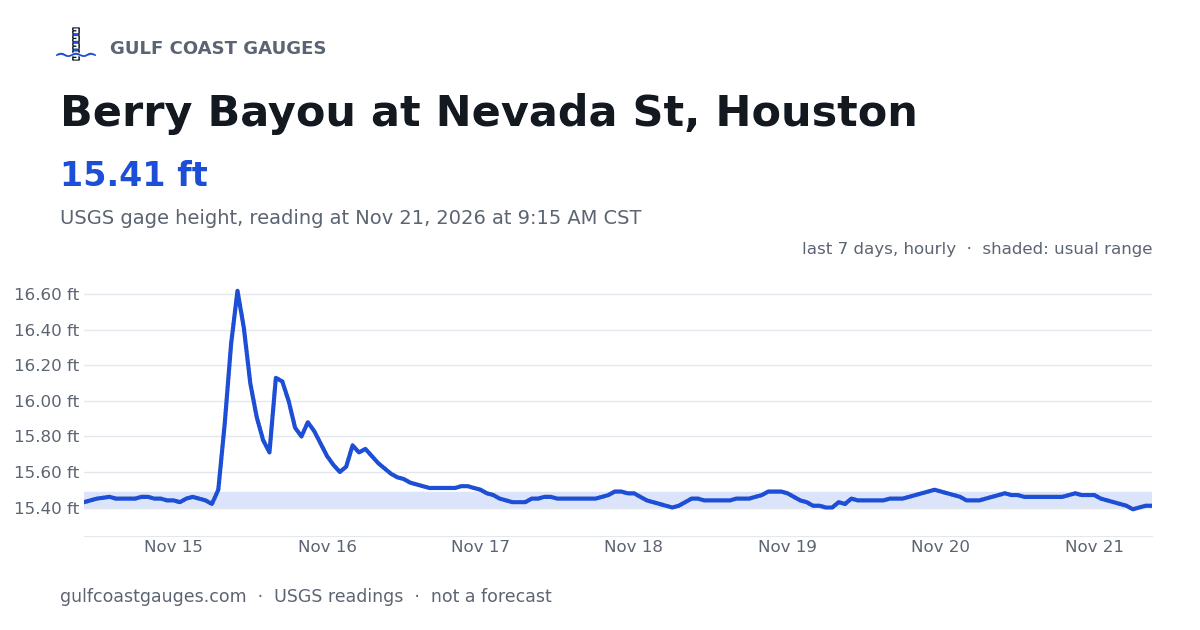 GULF COAST GAUGES
Berry Bayou at Nevada St, Houston
15.41 ft
USGS gage height, reading at Nov 21, 2026 at 9:15 AM CST
last 7 days, hourly · shaded: usual range
16.60 ft
16.40 ft
16.20 ft
16.00 ft
15.80 ft
15.60 ft
15.40 ft
Nov 15 Nov 16 Nov 17 Nov 18 Nov 19 Nov 20 Nov 21
gulfcoastgauges.com · USGS readings · not a forecast